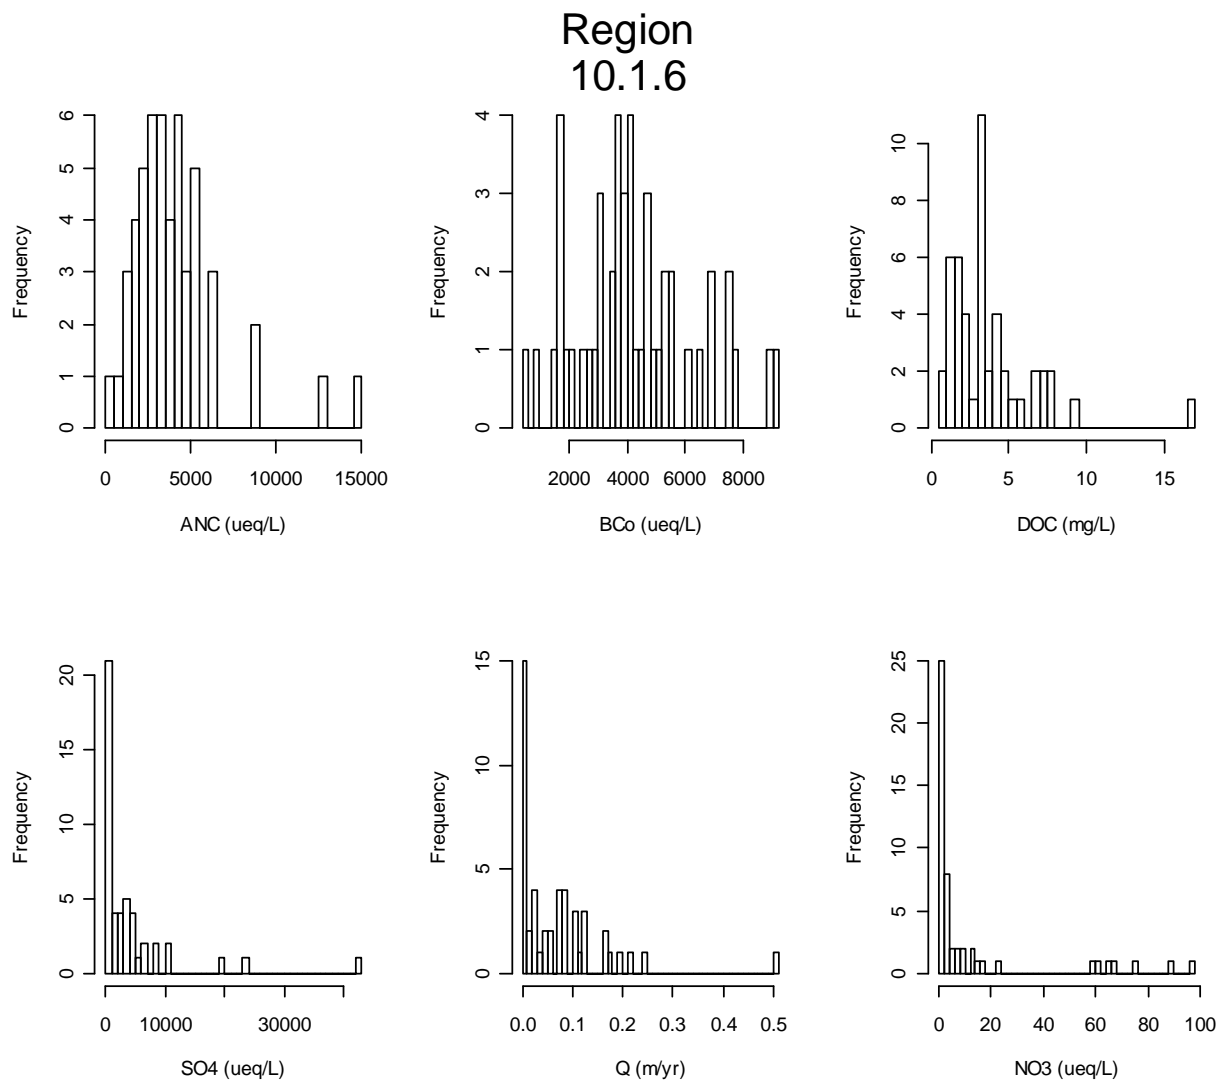 Region
10.1.6
Frequency
0 1 2 3 4 5 6
0 5000 10000 15000
ANC (ueq/L)
Frequency
0 1 2 3 4
2000 4000 6000 8000
BCo (ueq/L)
Frequency
0 2 4 6 8 10
0 5 10 15
DOC (mg/L)
Frequency
0 5 10 15 20
0 10000 30000
SO4 (ueq/L)
Frequency
0 5 10 15
0.0 0.1 0.2 0.3 0.4 0.5
Q (m/yr)
Frequency
0 5 10 15 20 25
0 20 40 60 80 100
NO3 (ueq/L)